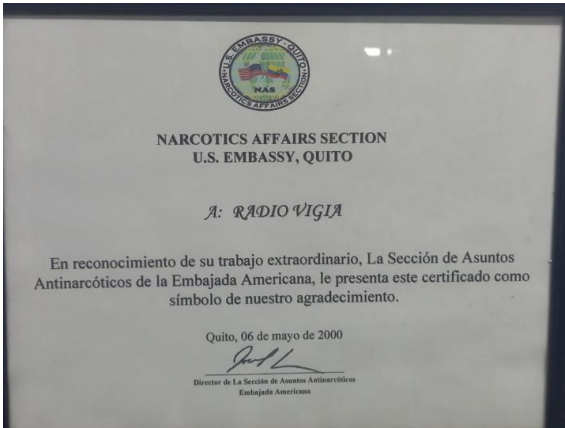 U.S. EMBASSY - QUITO
NARCOTICS AFFAIRS SECTION
NAS
NARCOTICS AFFAIRS SECTION
U.S. EMBASSY, QUITO
A: RADIO VIGIA
En reconocimiento de su trabajo extraordinario, La Sección de Asuntos
Antinarcóticos de la Embajada Americana, le presenta este certificado como
símbolo de nuestro agradecimiento.
Quito, 06 de mayo de 2000
Director de La Sección de Asuntos Antinarcóticos
Embajada Americana